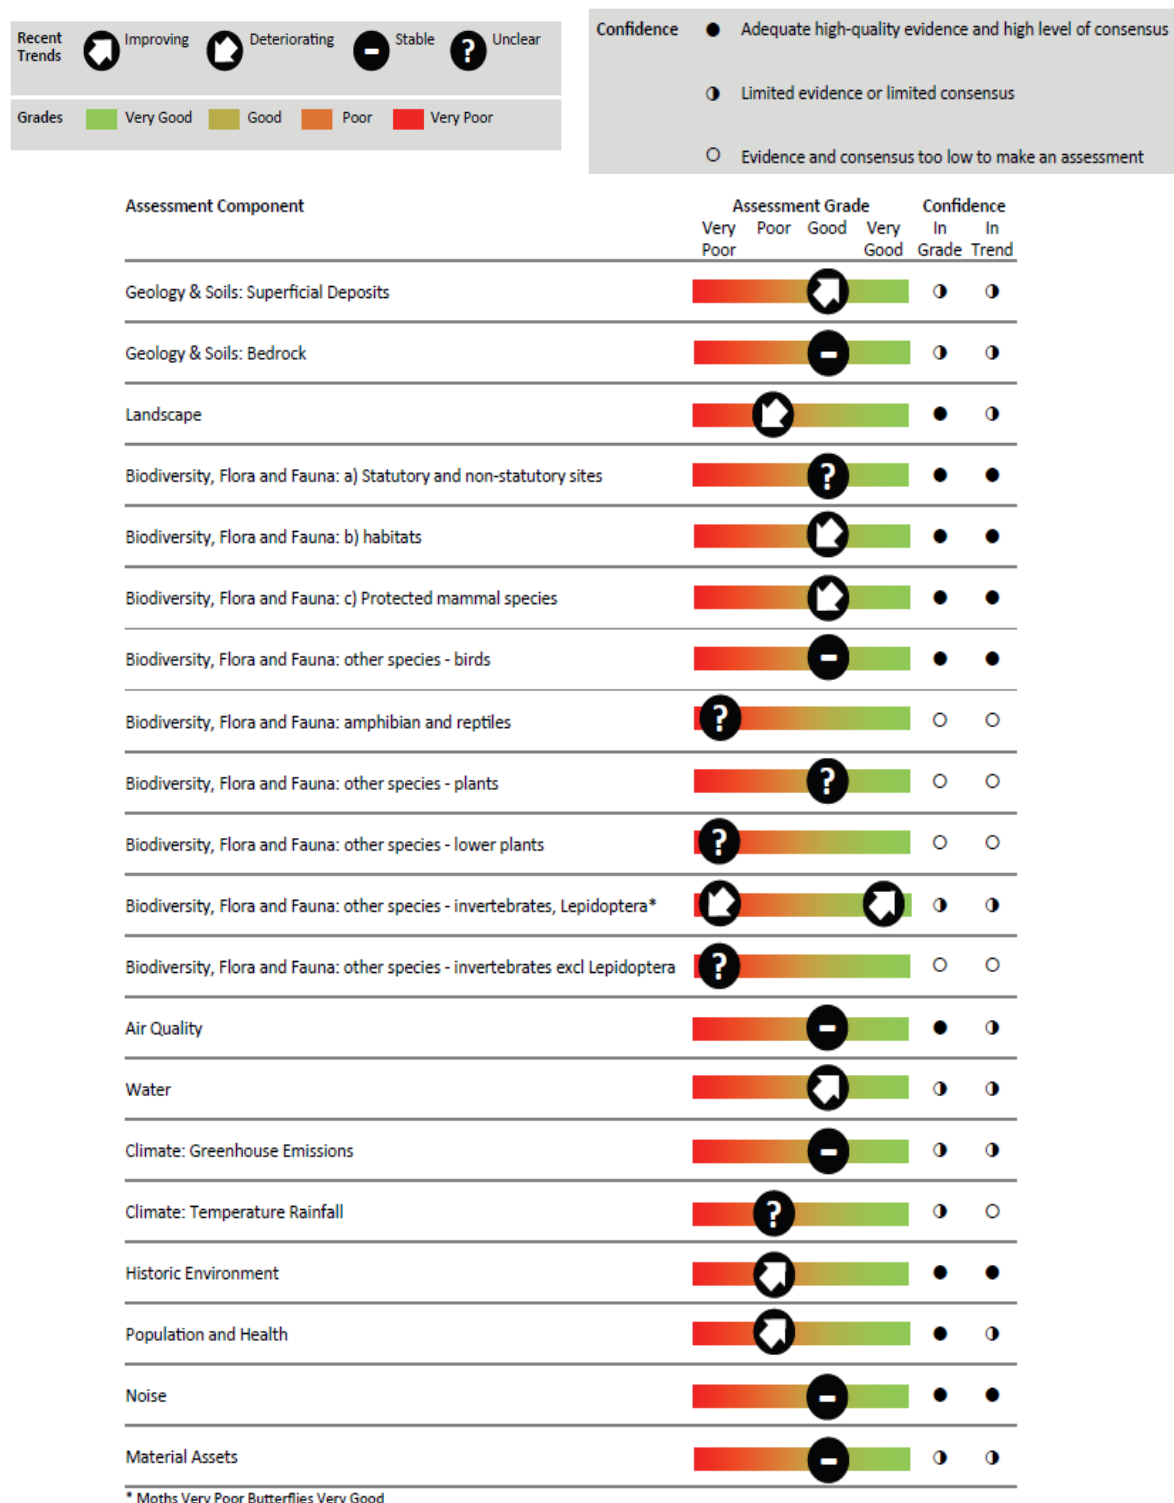 Recent Trends Improving Deteriorating Stable ? Unclear
Grades Very Good Good Poor Very Poor
Confidence Adequate high-quality evidence and high level of consensus
Limited evidence or limited consensus
Evidence and consensus too low to make an assessment
Assessment Component Assessment Grade Confidence
Very Poor Poor Good Very Good In Grade In Trend
Geology & Soils: Superficial Deposits
Geology & Soils: Bedrock
Landscape
Biodiversity, Flora and Fauna: a) Statutory and non-statutory sites ?
Biodiversity, Flora and Fauna: b) habitats
Biodiversity, Flora and Fauna: c) Protected mammal species
Biodiversity, Flora and Fauna: other species - birds
Biodiversity, Flora and Fauna: amphibian and reptiles ?
Biodiversity, Flora and Fauna: other species - plants ?
Biodiversity, Flora and Fauna: other species - lower plants ?
Biodiversity, Flora and Fauna: other species - invertebrates, Lepidoptera*
Biodiversity, Flora and Fauna: other species - invertebrates excl Lepidoptera ?
Air Quality
Water
Climate: Greenhouse Emissions
Climate: Temperature Rainfall ?
Historic Environment
Population and Health
Noise
Material Assets
* Moths Very Poor Butterflies Very Good